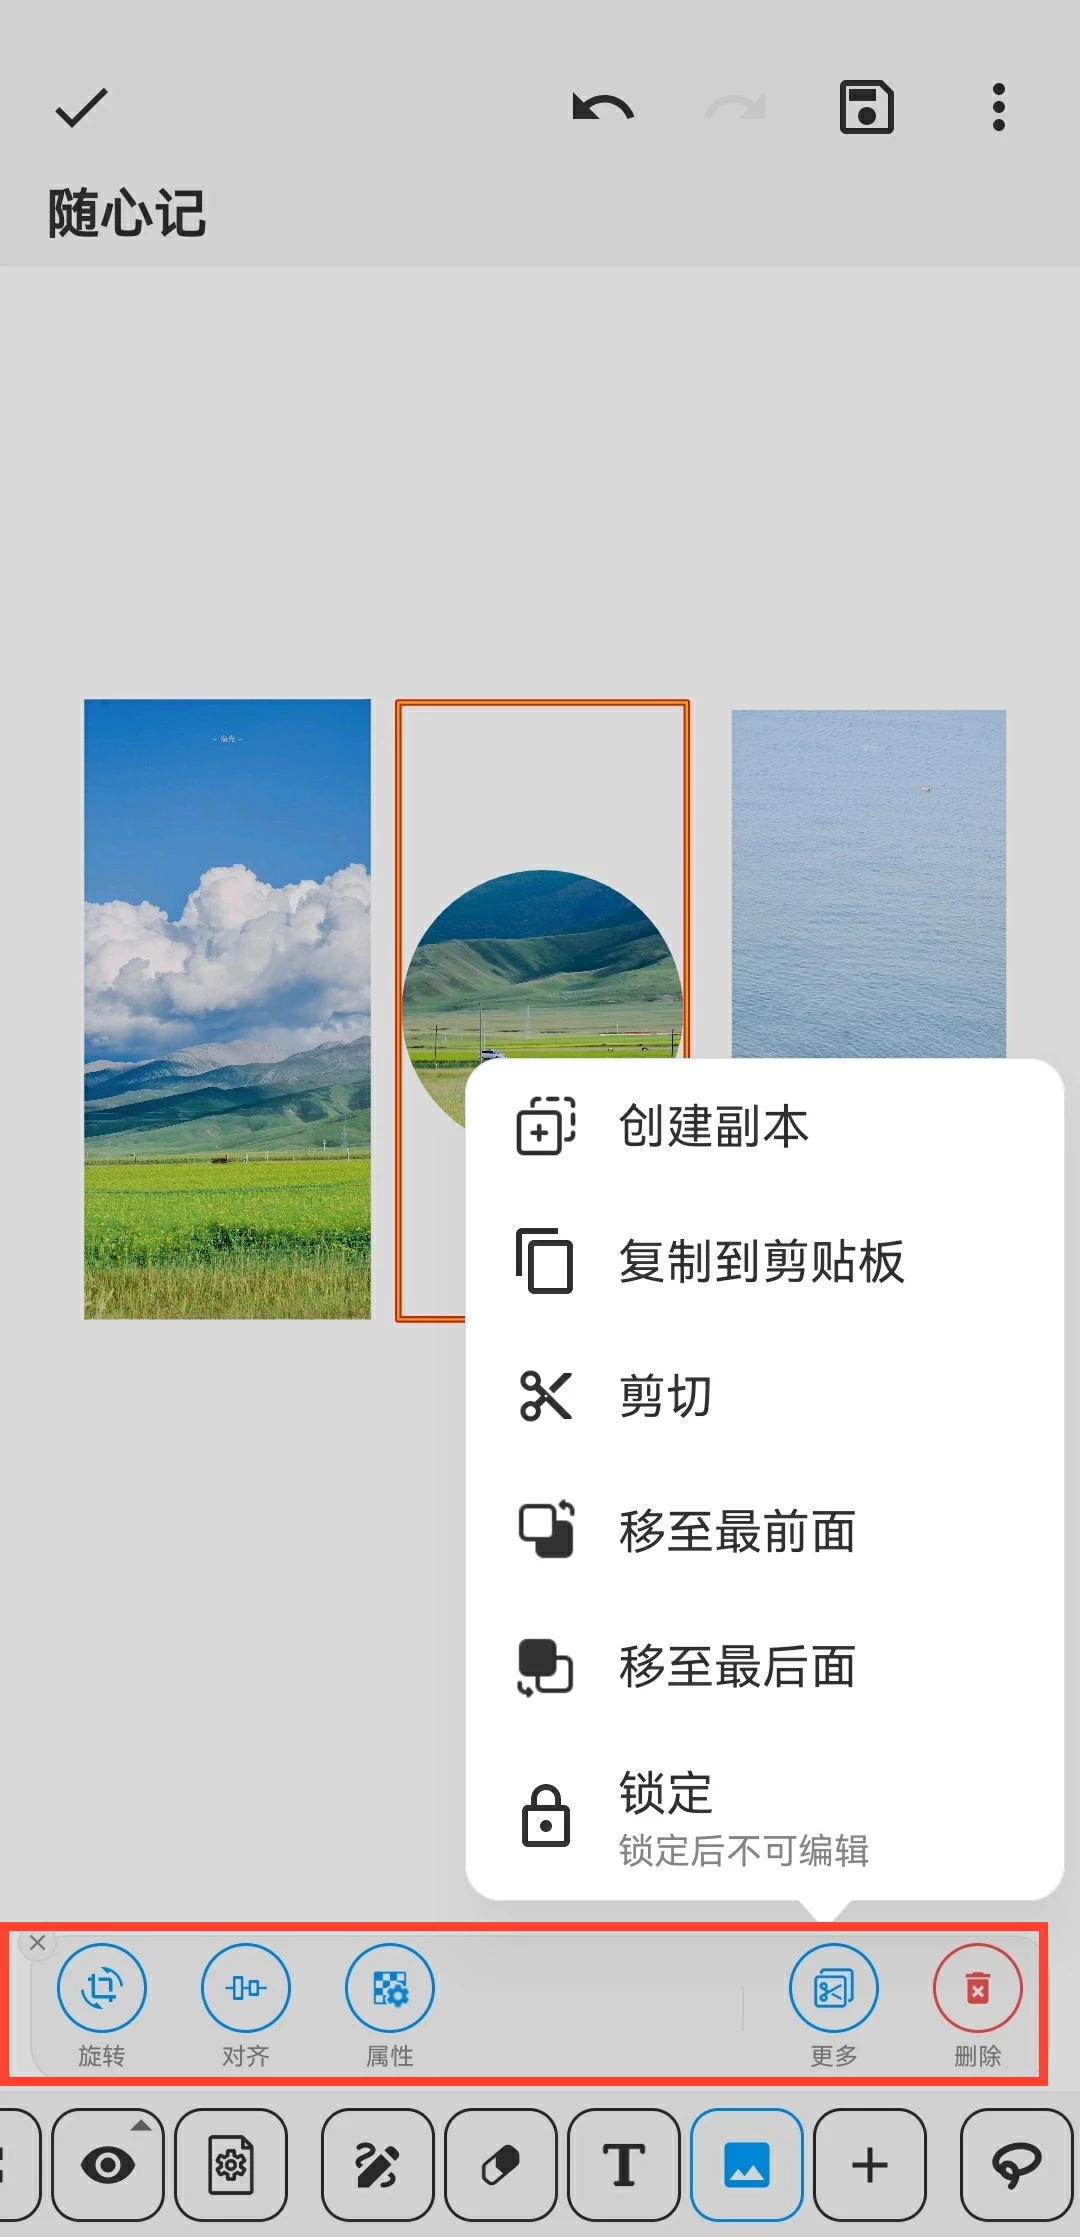 随心记
创建副本
复制到剪贴板
剪切
移至最前面
移至最后面
锁定
锁定后不可编辑
旋转
对齐
属性
更多
删除
T